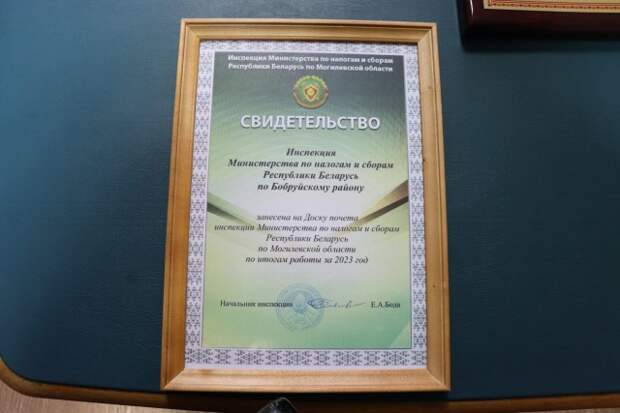 Инспекция Министерства по налогам и сборам
Республики Беларусь по Могилевской области
СВИДЕТЕЛЬСТВО
Инспекция
Министерства по налогам и сборам
Республики Беларусь
по Бобруйскому району
занесена на Доску почета
инспекции Министерства по налогам и сборам
Республики Беларусь
по Могилевской области
по итогам работы за 2023 год
Начальник инспекции Е.А.Беда